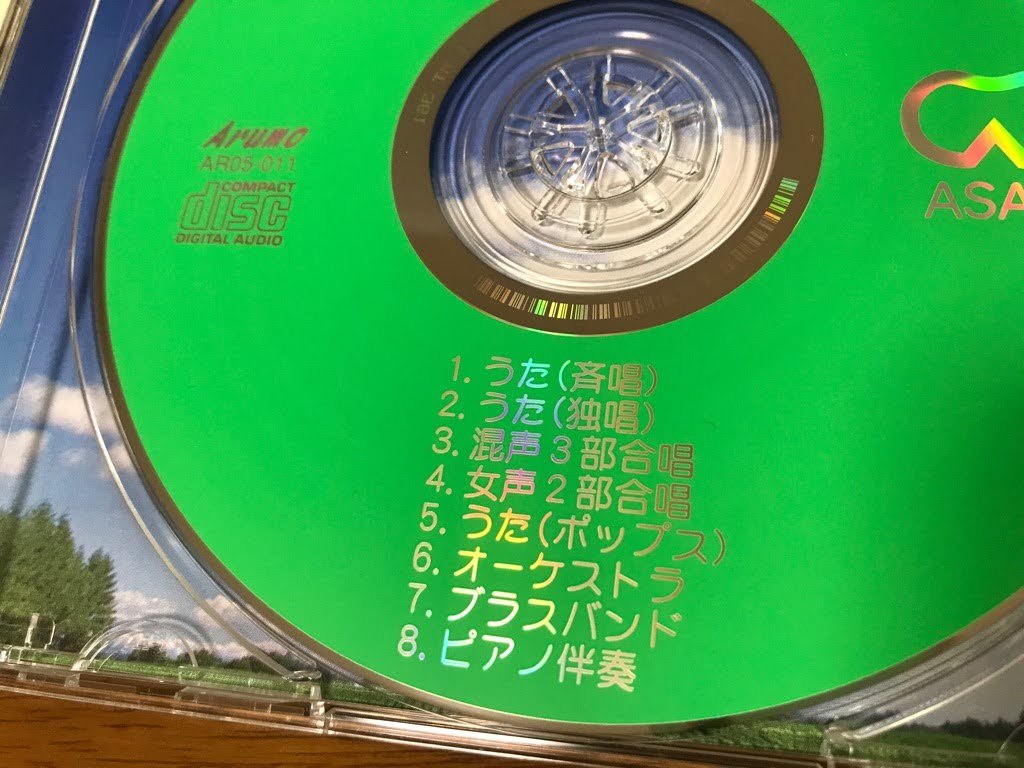 Arumo
AR05-011
COMPACT
disc
DIGITAL AUDIO
ASA
1. うた(斉唱)
2. うた(独唱)
3. 混声3部合唱
4. 女声2部合唱
5. うた(ポップス)
6. オーケストラ
7. ブラスバンド
8. ピアノ伴奏